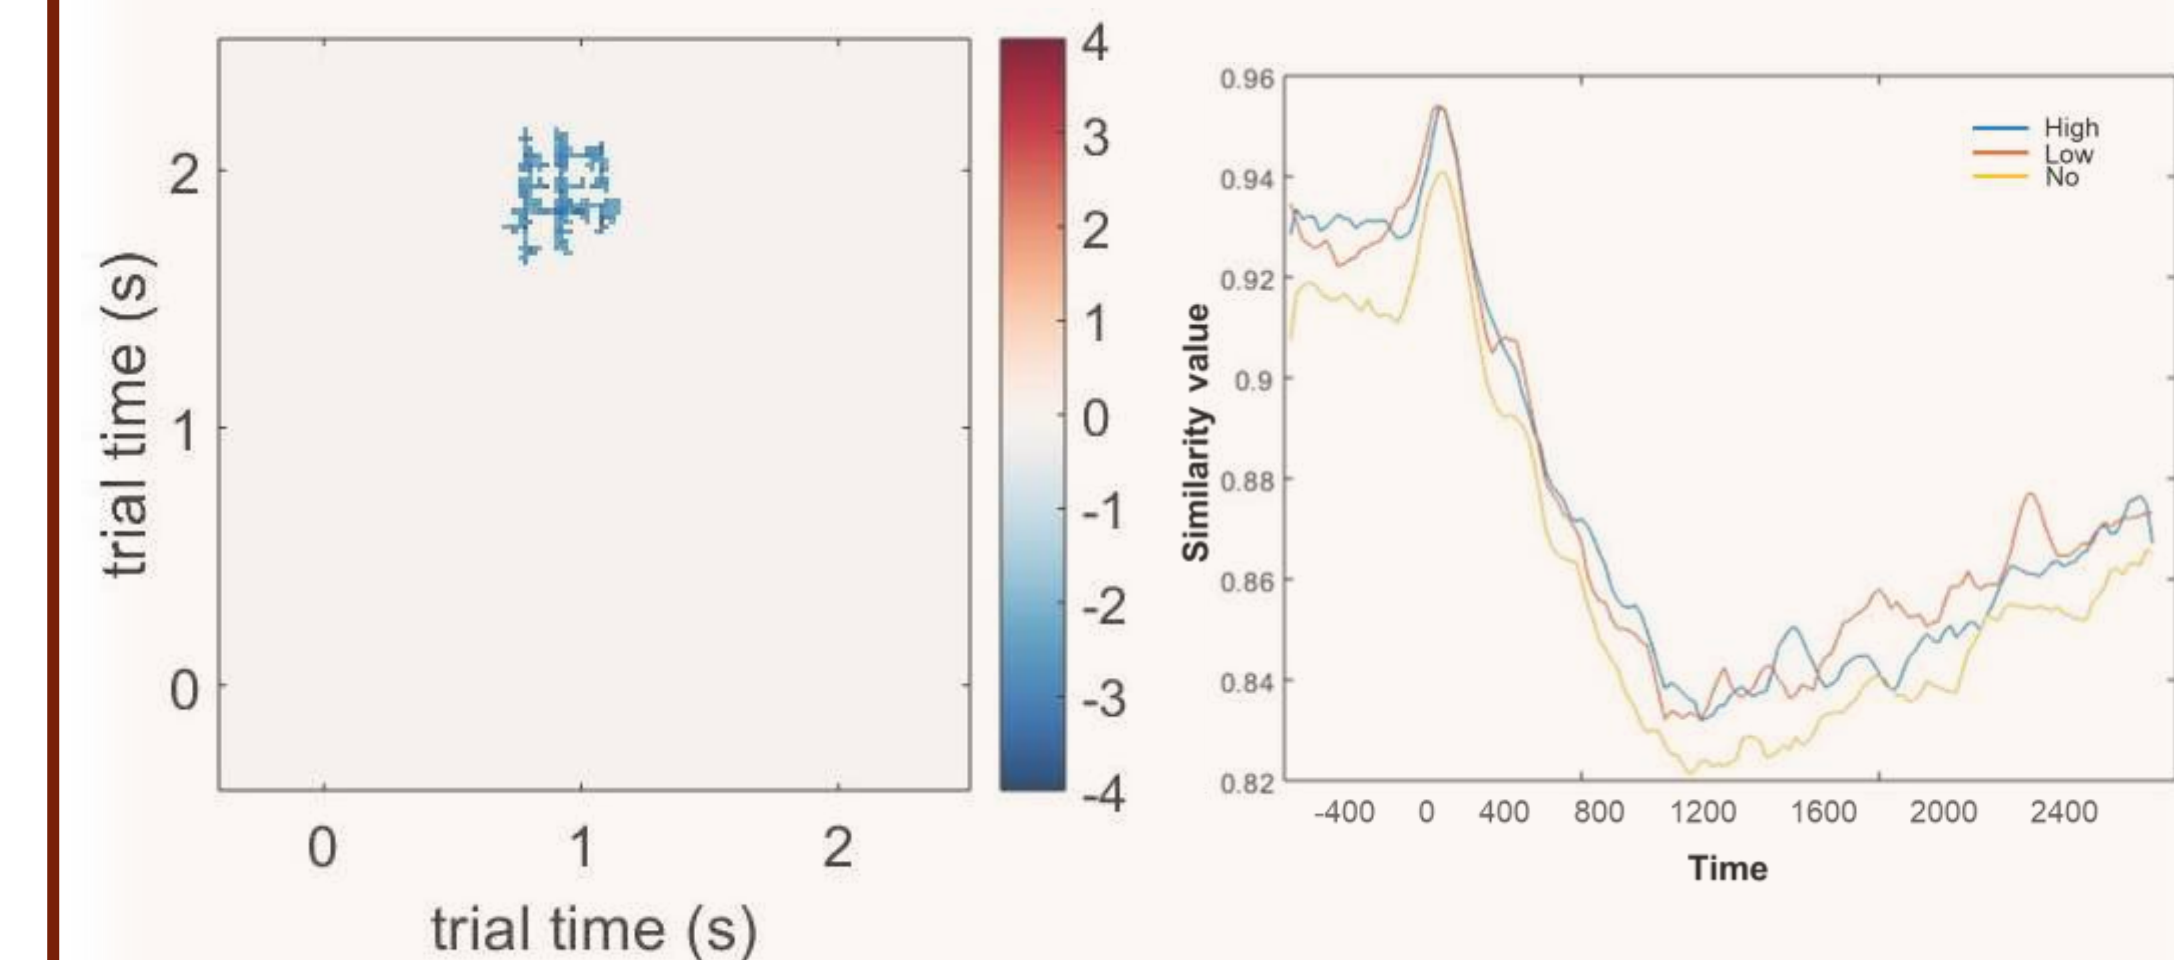 2
1
0
trial time (s)
0 1 2
trial time (s)
4
3
2
1
0
-1
-2
-3
-4
0.96
0.94
0.92
0.9
0.88
0.86
0.84
0.82
Similarity value
High
Low
No
-400 0 400 800 1200 1600 2000 2400
Time